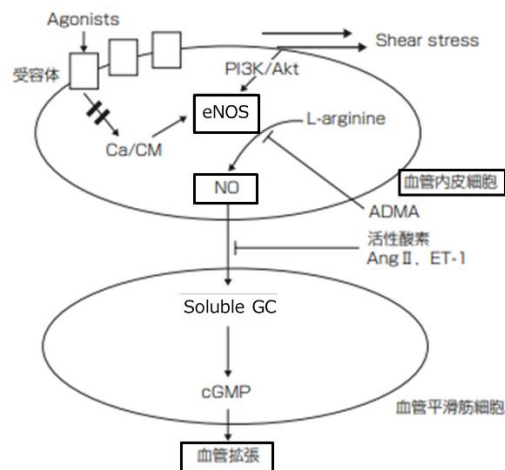 Agonists
Shear stress
受容体
PI3K/Akt
eNOS
L-arginine
Ca/CM
NO
血管内皮細胞
ADMA
活性酸素
AngⅡ, ET-1
Soluble GC
cGMP
血管平滑筋細胞
血管拡張